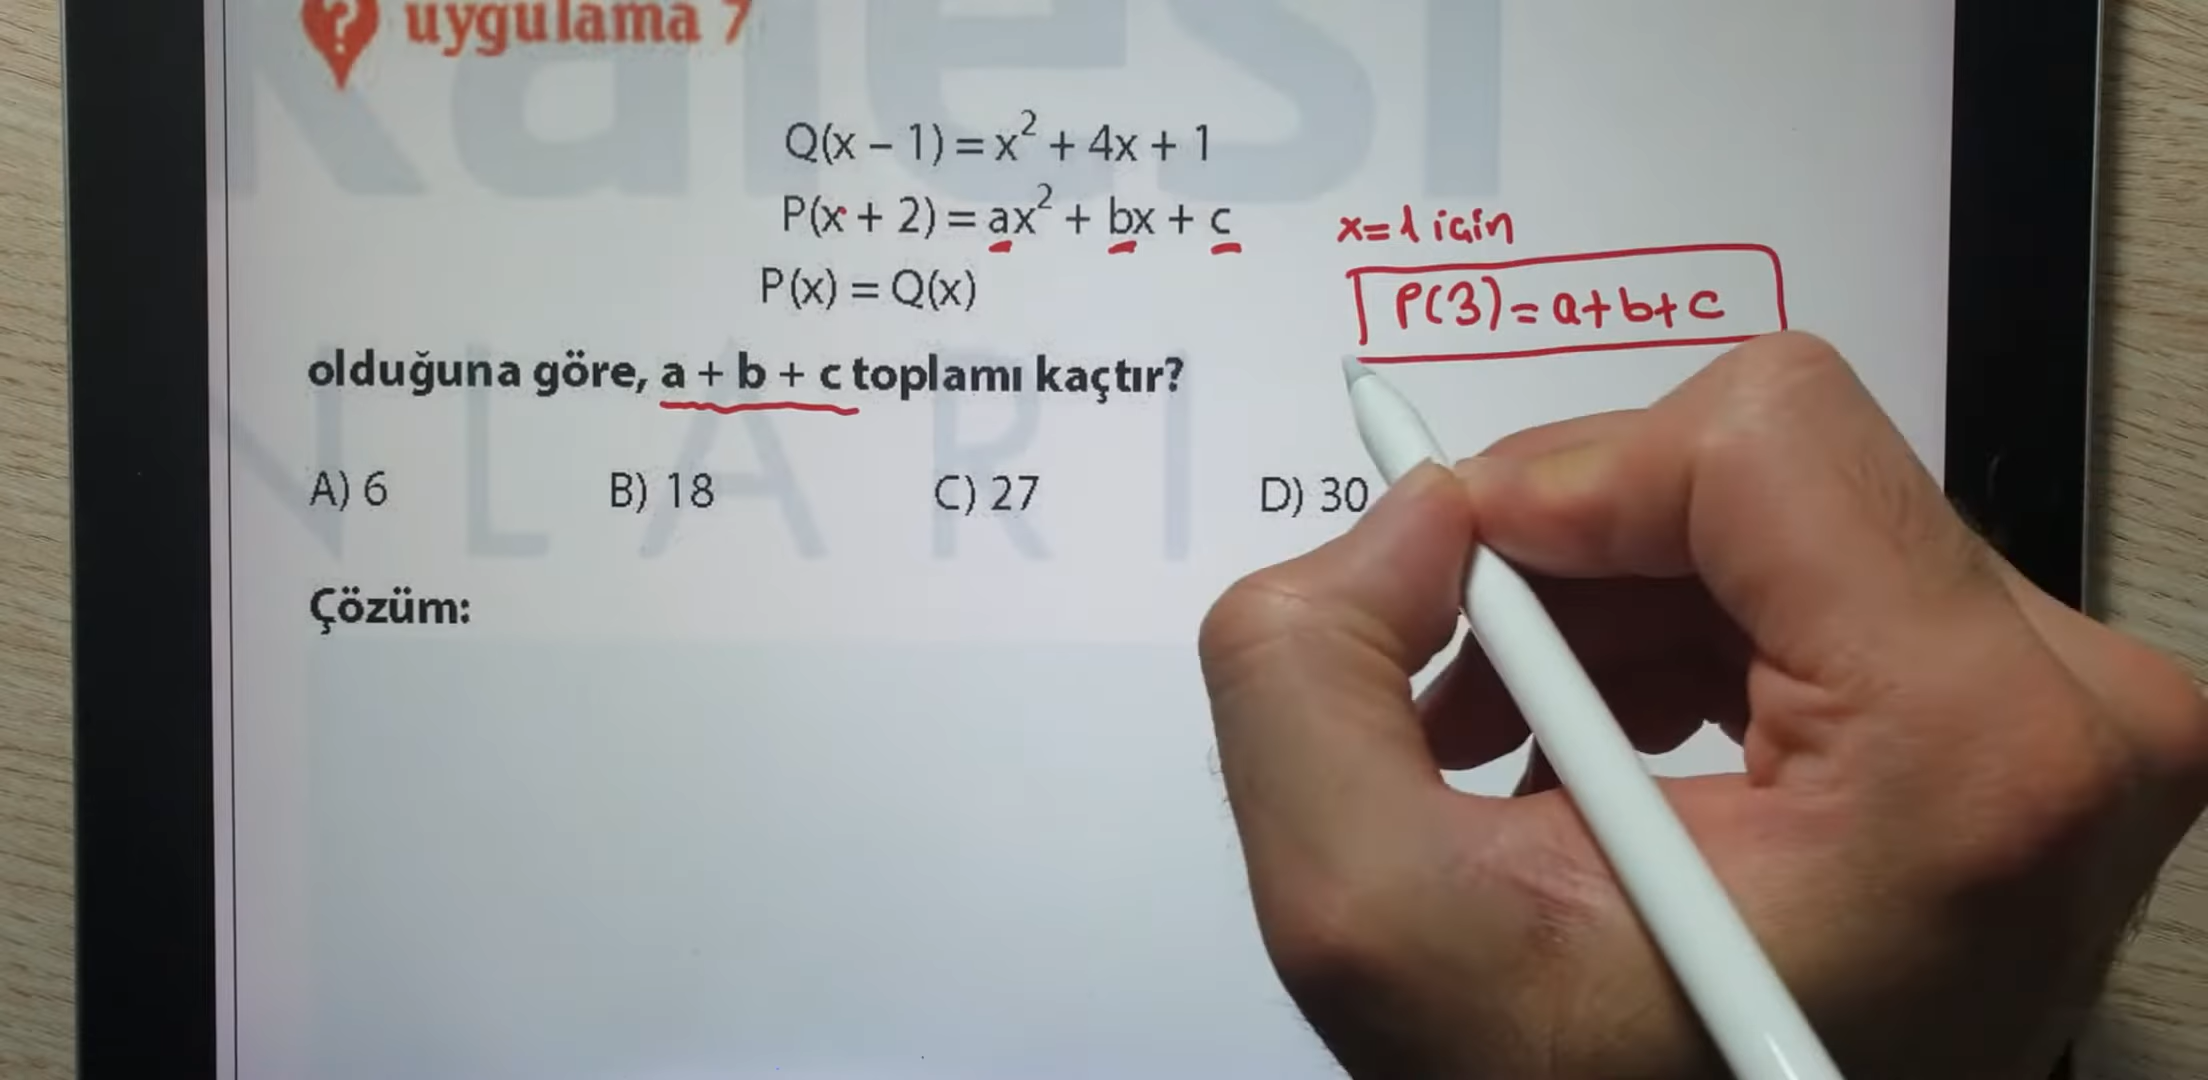 uygulama 7
Q(x – 1) = x² + 4x + 1
P(x + 2) = ax² + bx + c
P(x) = Q(x)
x=1 için
P(3)=a+b+c
olduğuna göre, a + b + c toplamı kaçtır?
A) 6 B) 18 C) 27 D) 30
Çözüm: